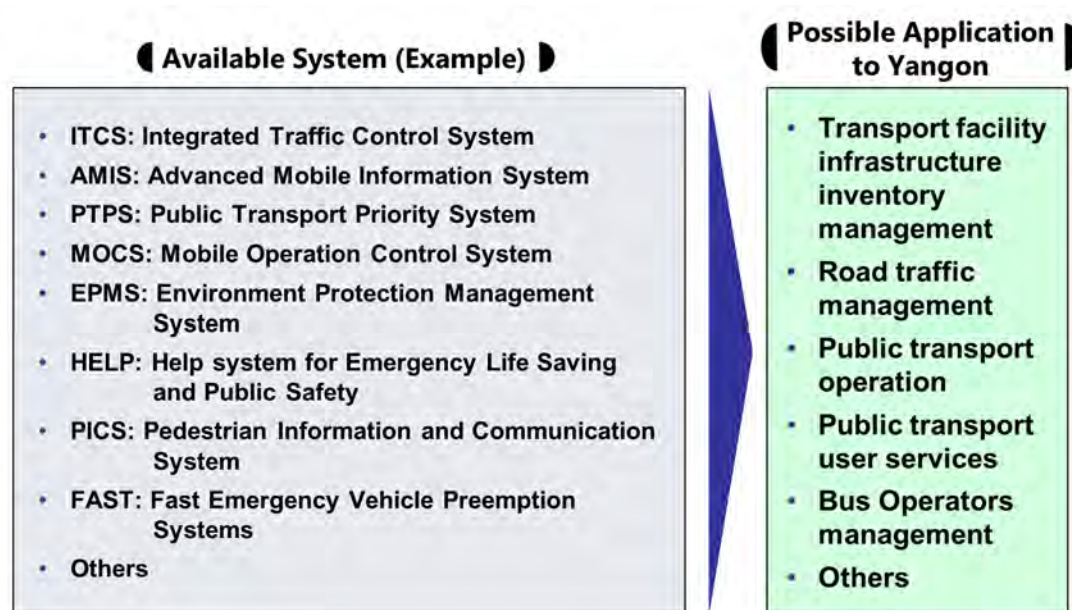 Available System (Example)
• ITCS: Integrated Traffic Control System
• AMIS: Advanced Mobile Information System
• PTPS: Public Transport Priority System
• MOCS: Mobile Operation Control System
• EPMS: Environment Protection Management
System
• HELP: Help system for Emergency Life Saving
and Public Safety
• PICS: Pedestrian Information and Communication
System
• FAST: Fast Emergency Vehicle Preemption
Systems
• Others
Possible Application
to Yangon
• Transport facility
infrastructure
inventory
management
• Road traffic
management
• Public transport
operation
• Public transport
user services
• Bus Operators
management
• Others